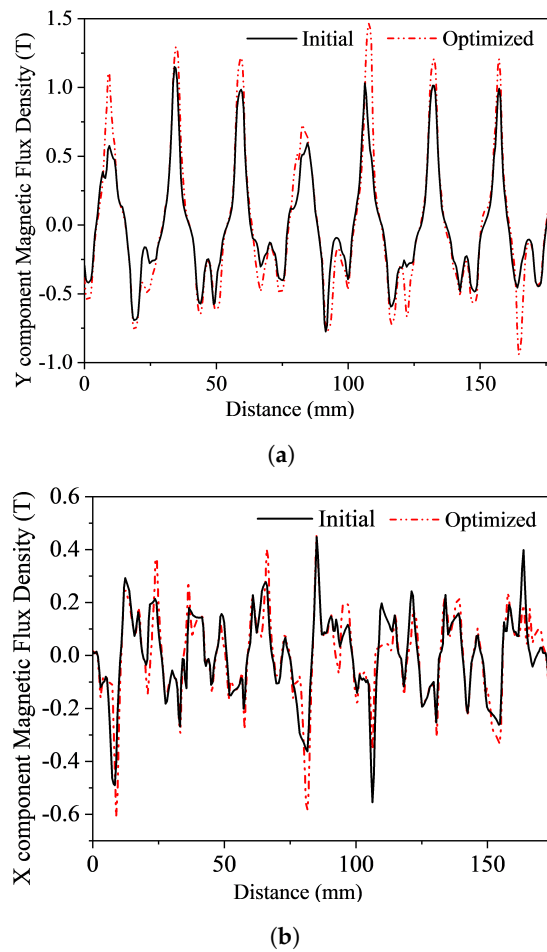 Initial
Optimized
Y component Magnetic Flux Density (T)
1.5
1.0
0.5
0.0
-0.5
-1.0
0
50
100
150
Distance (mm)
(a)
Initial
Optimized
X component Magnetic Flux Density (T)
0.6
0.4
0.2
0.0
-0.2
-0.4
-0.6
0
50
100
150
Distance (mm)
(b)